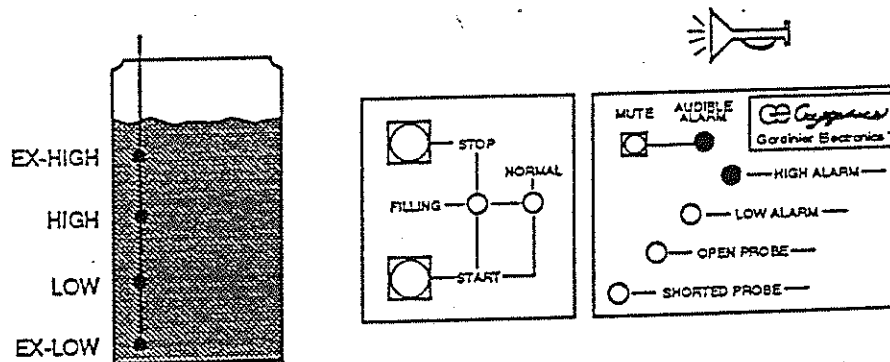 EX-HIGH
HIGH
LOW
EX-LOW
STOP
NORMAL
FILLING
START
MUTE
AUDIBLE
ALARM
Electronics
HIGH ALARM
LOW ALARM
OPEN PROBE
SHORTED PROBE